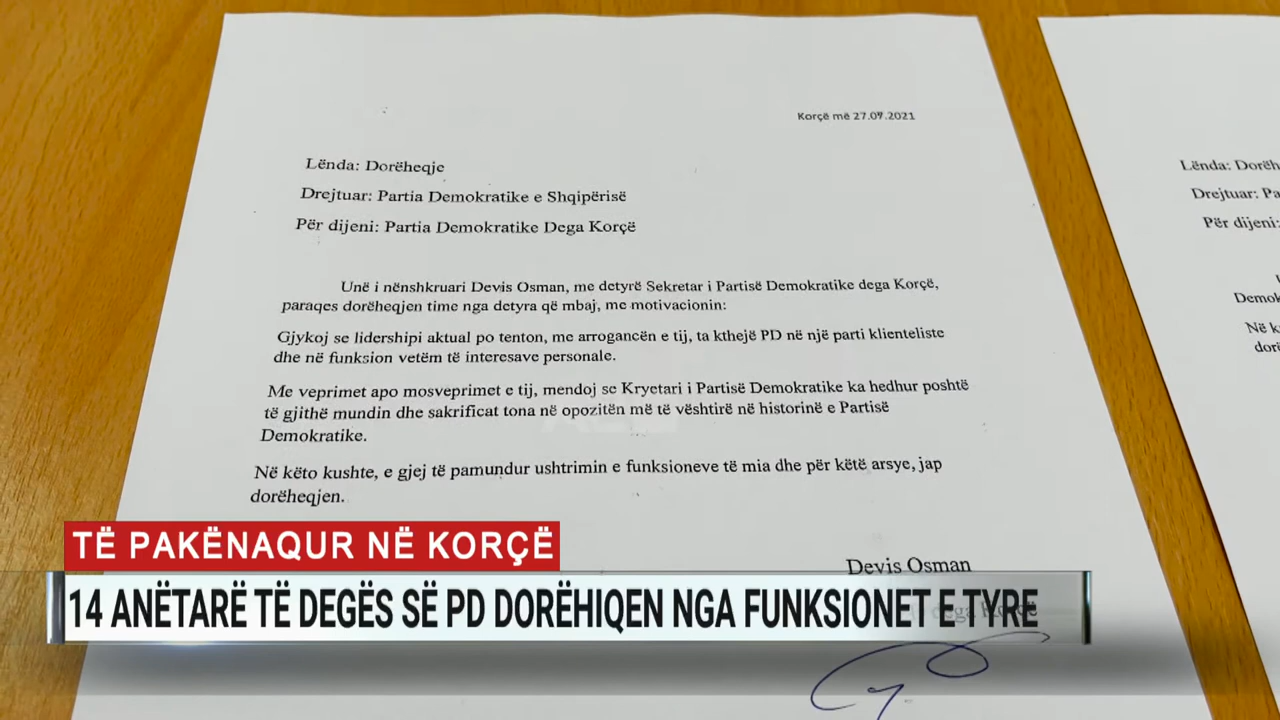 Korçë më 27.07.2021
Lënda: Dorëheqje
Drejtuar: Partia Demokratike e Shqipërisë
Për dijeni: Partia Demokratike Dega Korçë
Unë i nënshkruari Devis Osman, me detyrë Sekretar i Partisë Demokratike dega Korçë,
paraqes dorëheqjen time nga detyra që mbaj, me motivacionin:
Gjykoj se lidershipi aktual po tenton, me arrogancën e tij, ta kthejë PD në një parti klienteliste
dhe në funksion vetëm të interesave personale.
Me veprimet apo mosveprimet e tij, mendoj se Kryetari i Partisë Demokratike ka hedhur poshtë
të gjithë mundin dhe sakrificat tona në opozitën më të vështirë në historinë e Partisë
Demokratike.
Në këto kushte, e gjej të pamundur ushtrimin e funksioneve të mia dhe për këtë arsye, jap
dorëheqjen.
Devis Osman
dega Korçë
Lënda:
Drejtuar:
Për dijeni:
TË PAKËNAQUR NË KORÇË
14 ANËTARË TË DEGËS SË PD DORËHIQEN NGA FUNKSIONET E TYRE